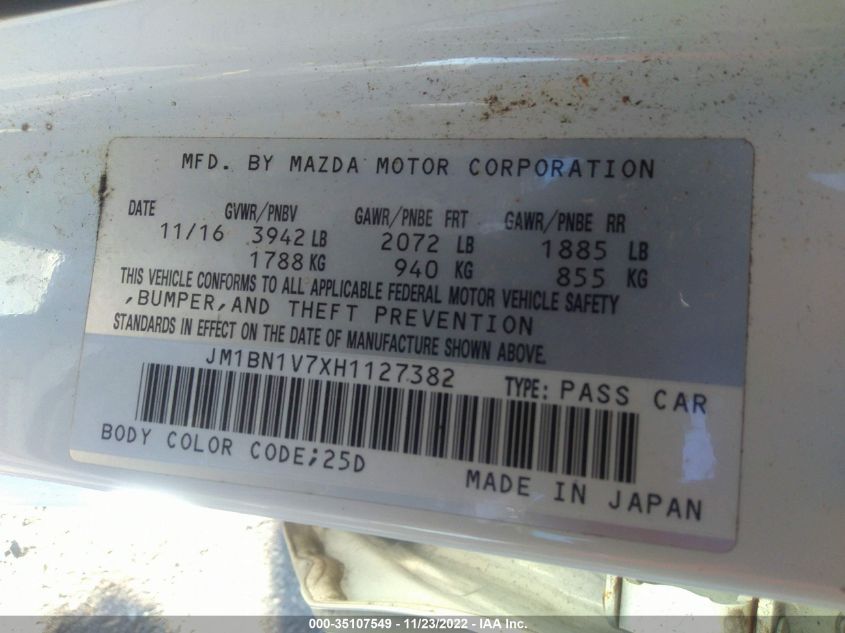 MFD. BY MAZDA MOTOR CORPORATION
DATE GVWR/PNBV GAWR/PNBE FRT GAWR/PNBE RR
11/16 3942 LB 2072 LB 1885 LB
1788 KG 940 KG 855 KG
THIS VEHICLE CONFORMS TO ALL APPLICABLE FEDERAL MOTOR VEHICLE SAFETY
,BUMPER,AND THEFT PREVENTION
STANDARDS IN EFFECT ON THE DATE OF MANUFACTURE SHOWN ABOVE.
JM1BN1V7XH1127382 TYPE: PASS CAR
BODY COLOR CODE;25D
MADE IN JAPAN
000-35107549 - 11/23/2022 - IAA Inc.